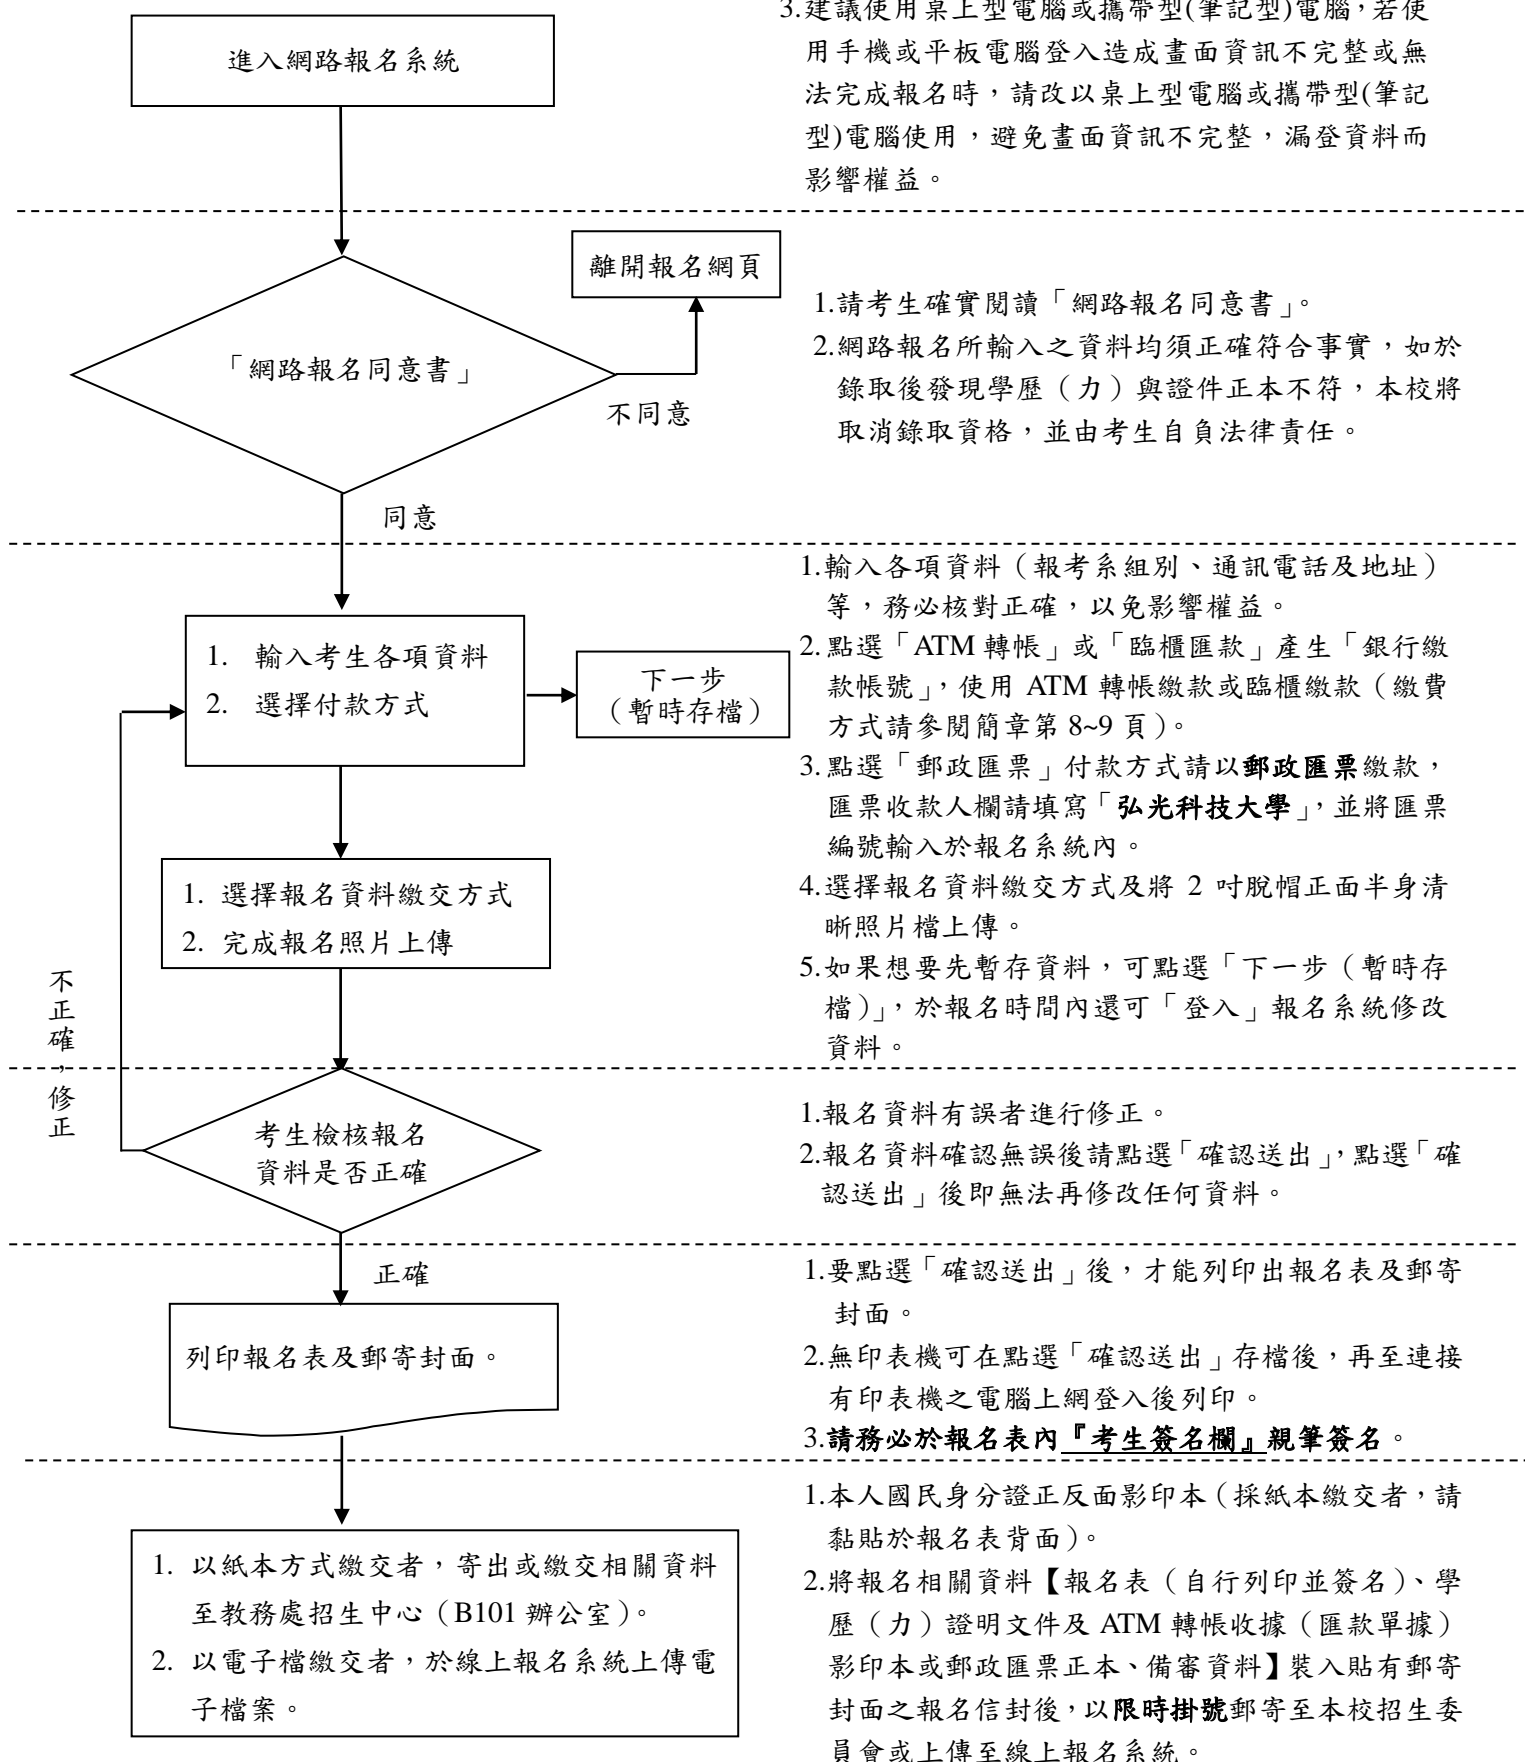 3.建議使用桌上型電腦或攜帶型(筆記型)電腦，若使
用手機或平板電腦登入造成畫面資訊不完整或無
法完成報名時，請改以桌上型電腦或攜帶型(筆記
型)電腦使用，避免畫面資訊不完整，漏登資料而
影響權益。
進入網路報名系統
離開報名網頁
「網路報名同意書」
不同意
同意
1.請考生確實閱讀「網路報名同意書」。
2.網路報名所輸入之資料均須正確符合事實，如於
錄取後發現學歷（力）與證件正本不符，本校將
取消錄取資格，並由考生自負法律責任。
1. 輸入考生各項資料
2. 選擇付款方式
下一步
（暫時存檔）
1. 選擇報名資料繳交方式
2. 完成報名照片上傳
不正確，修正
1.輸入各項資料（報考系組別、通訊電話及地址）
等，務必核對正確，以免影響權益。
2.點選「ATM 轉帳」或「臨櫃匯款」產生「銀行繳
款帳號」，使用 ATM 轉帳繳款或臨櫃繳款（繳費
方式請參閱簡章第 8~9 頁）。
3.點選「郵政匯票」付款方式請以郵政匯票繳款，
匯票收款人欄請填寫「弘光科技大學」，並將匯票
編號輸入於報名系統內。
4.選擇報名資料繳交方式及將 2 吋脫帽正面半身清
晰照片檔上傳。
5.如果想要先暫存資料，可點選「下一步（暫時存
檔）」，於報名時間內還可「登入」報名系統修改
資料。
考生檢核報名
資料是否正確
1.報名資料有誤者進行修正。
2.報名資料確認無誤後請點選「確認送出」，點選「確
認送出」後即無法再修改任何資料。
正確
列印報名表及郵寄封面。
1.要點選「確認送出」後，才能列印出報名表及郵寄
封面。
2.無印表機可在點選「確認送出」存檔後，再至連接
有印表機之電腦上網登入後列印。
3.請務必於報名表內『考生簽名欄』親筆簽名。
1. 以紙本方式繳交者，寄出或繳交相關資料
至教務處招生中心（B101 辦公室）。
2. 以電子檔繳交者，於線上報名系統上傳電
子檔案。
1.本人國民身分證正反面影印本（採紙本繳交者，請
黏貼於報名表背面）。
2.將報名相關資料【報名表（自行列印並簽名）、學
歷（力）證明文件及 ATM 轉帳收據（匯款單據）
影印本或郵政匯票正本、備審資料】裝入貼有郵寄
封面之報名信封後，以限時掛號郵寄至本校招生委
員會或上傳至線上報名系統。